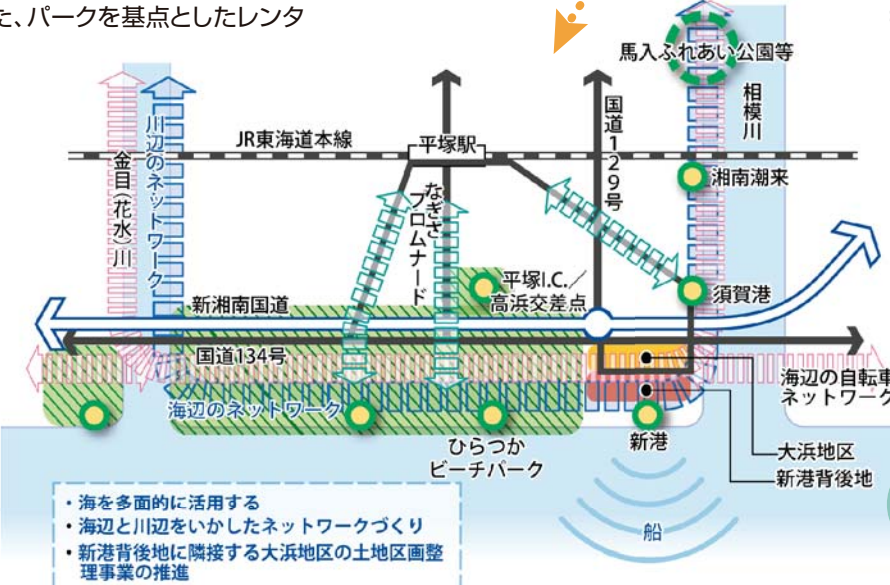 た、パークを基点としたレンタ
馬入ふれあい公園等
相模川
国道129号
JR東海道本線
平塚駅
湘南潮来
金目(花水)川
川辺のネットワーク
なぎさ
プロムナード
平塚I.C./
高浜交差点
須賀港
新湘南国道
国道134号
海辺のネットワーク
海辺の自転車
ネットワーク
ひらつか
ビーチパーク
新港
大浜地区
新港背後地
船
・海を多面的に活用する
・海辺と川辺をいかしたネットワークづくり
・新港背後地に隣接する大浜地区の土地区画整
理事業の推進